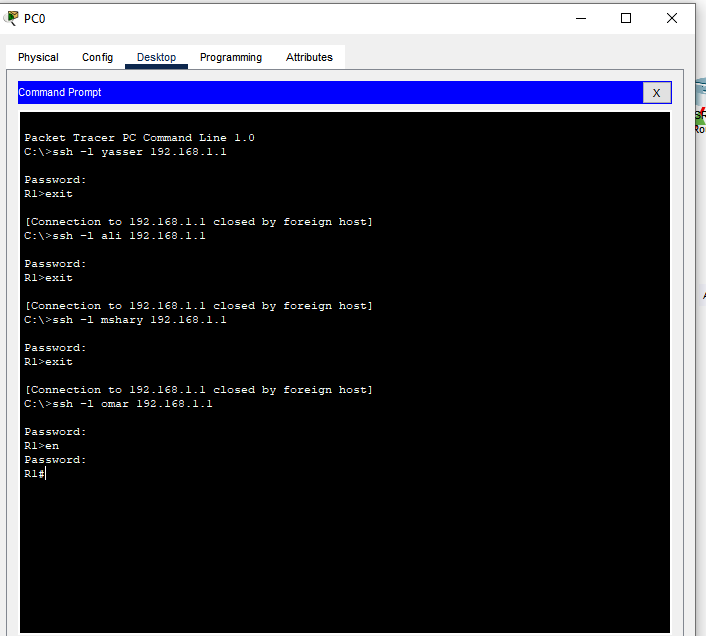 PC0
Physical Config Desktop Programming Attributes
Command Prompt
X
Packet Tracer PC Command Line 1.0
C:\>ssh -l yasser 192.168.1.1
Password:
R1>exit
[Connection to 192.168.1.1 closed by foreign host]
C:\>ssh -l ali 192.168.1.1
Password:
R1>exit
[Connection to 192.168.1.1 closed by foreign host]
C:\>ssh -l mshary 192.168.1.1
Password:
R1>exit
[Connection to 192.168.1.1 closed by foreign host]
C:\>ssh -l omar 192.168.1.1
Password:
R1>en
Password:
R1#